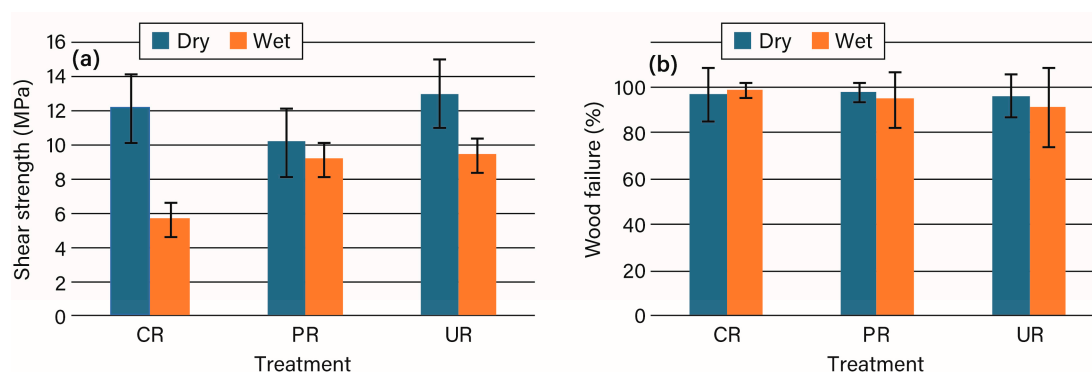 Dry Wet
(a)
Shear strength (MPa)
16
14
12
10
8
6
4
2
0
CR PR UR
Treatment
Dry Wet
(b)
Wood failure (%)
100
80
60
40
20
0
CR PR UR
Treatment